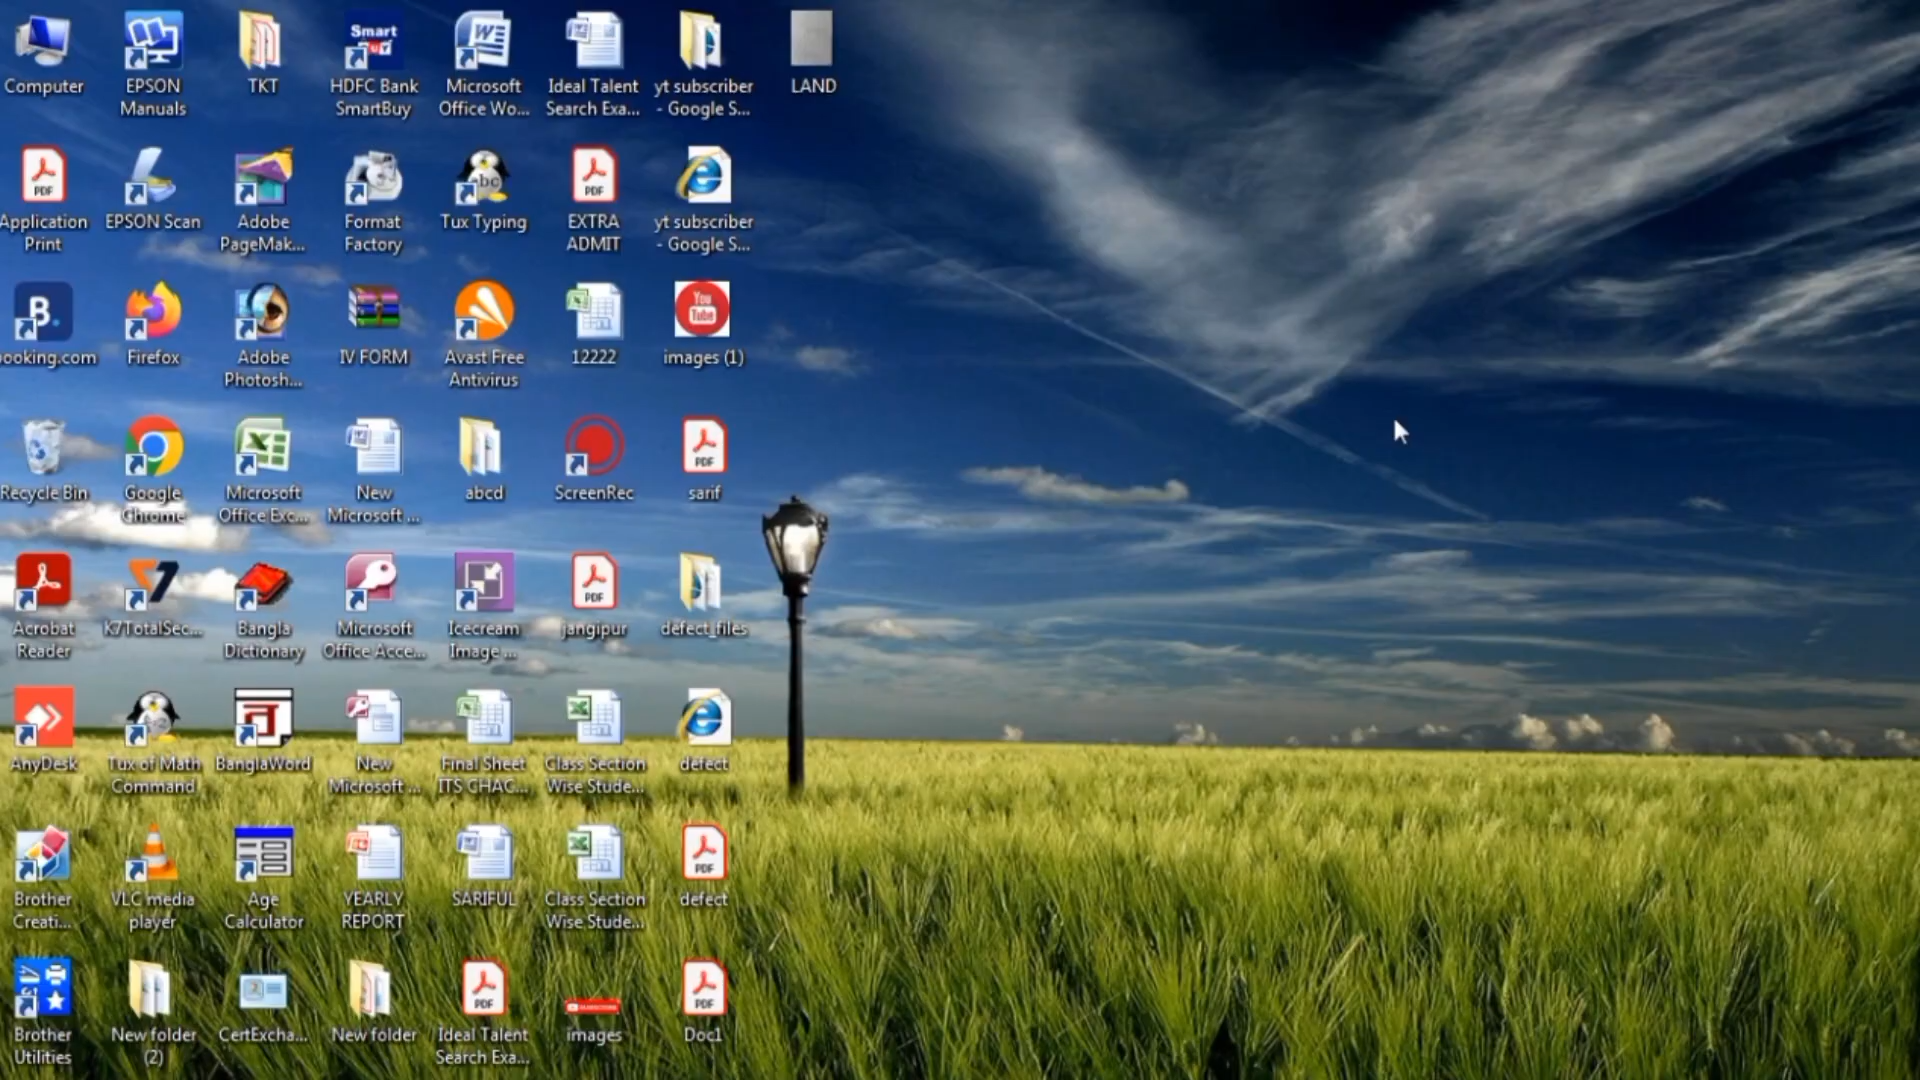 Computer
EPSON
Manuals
TKT
HDFC Bank
SmartBuy
Microsoft
Office Wo...
Ideal Talent
Search Exa...
yt subscriber
- Google S...
LAND
Application
Print
EPSON Scan
Adobe
PageMak...
Format
Factory
Tux Typing
EXTRA
ADMIT
yt subscriber
- Google S...
ooking.com
Firefox
Adobe
Photosh...
IV FORM
Avast Free
Antivirus
12222
images (1)
Recycle Bin
Google
Chrome
Microsoft
Office Exc...
New
Microsoft ...
abcd
ScreenRec
sarif
Acrobat
Reader
K7TotalSec...
Bangla
Dictionary
Microsoft
Office Acce...
Icecream
Image ...
jangipur
defect_files
AnyDesk
Tux of Math
Command
BanglaWord
New
Microsoft ...
Final Sheet
ITS CHAC...
Class Section
Wise Stude...
defect
Brother
Creati...
VLC media
player
Age
Calculator
YEARLY
REPORT
SARIFUL
Class Section
Wise Stude...
defect
Brother
Utilities
New folder
(2)
CertExcha...
New folder
Ideal Talent
Search Exa...
images
Doc1